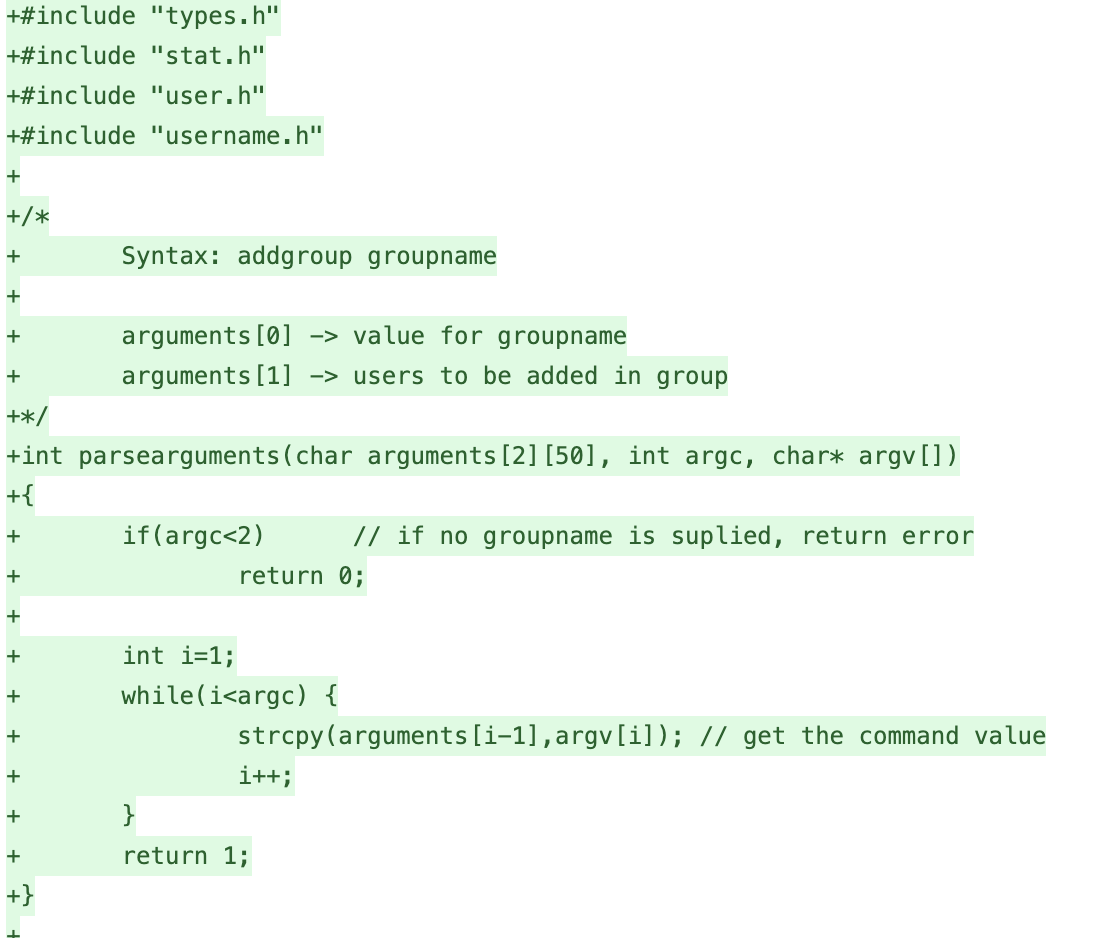 +#include "types.h"
+#include "stat.h"
+#include "user.h"
+#include "username.h"
+
+/*
+       Syntax: addgroup groupname
+
+       arguments[0] -> value for groupname
+       arguments[1] -> users to be added in group
+*/
+int parsearguments(char arguments[2][50], int argc, char* argv[])
+{
+       if(argc<2)      // if no groupname is suplied, return error
+               return 0;
+
+       int i=1;
+       while(i<argc) {
+               strcpy(arguments[i-1],argv[i]); // get the command value
+               i++;
+       }
+       return 1;
+}
+